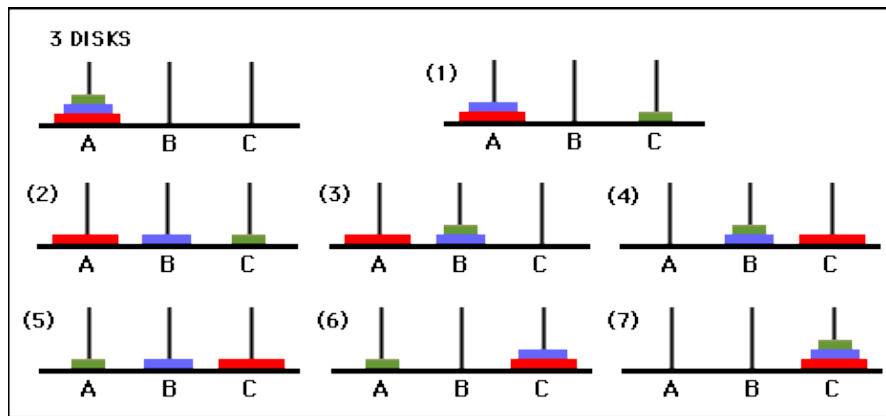 3 DISKS
A B C
(1)
A B C
(2)
A B C
(3)
A B C
(4)
A B C
(5)
A B C
(6)
A B C
(7)
A B C